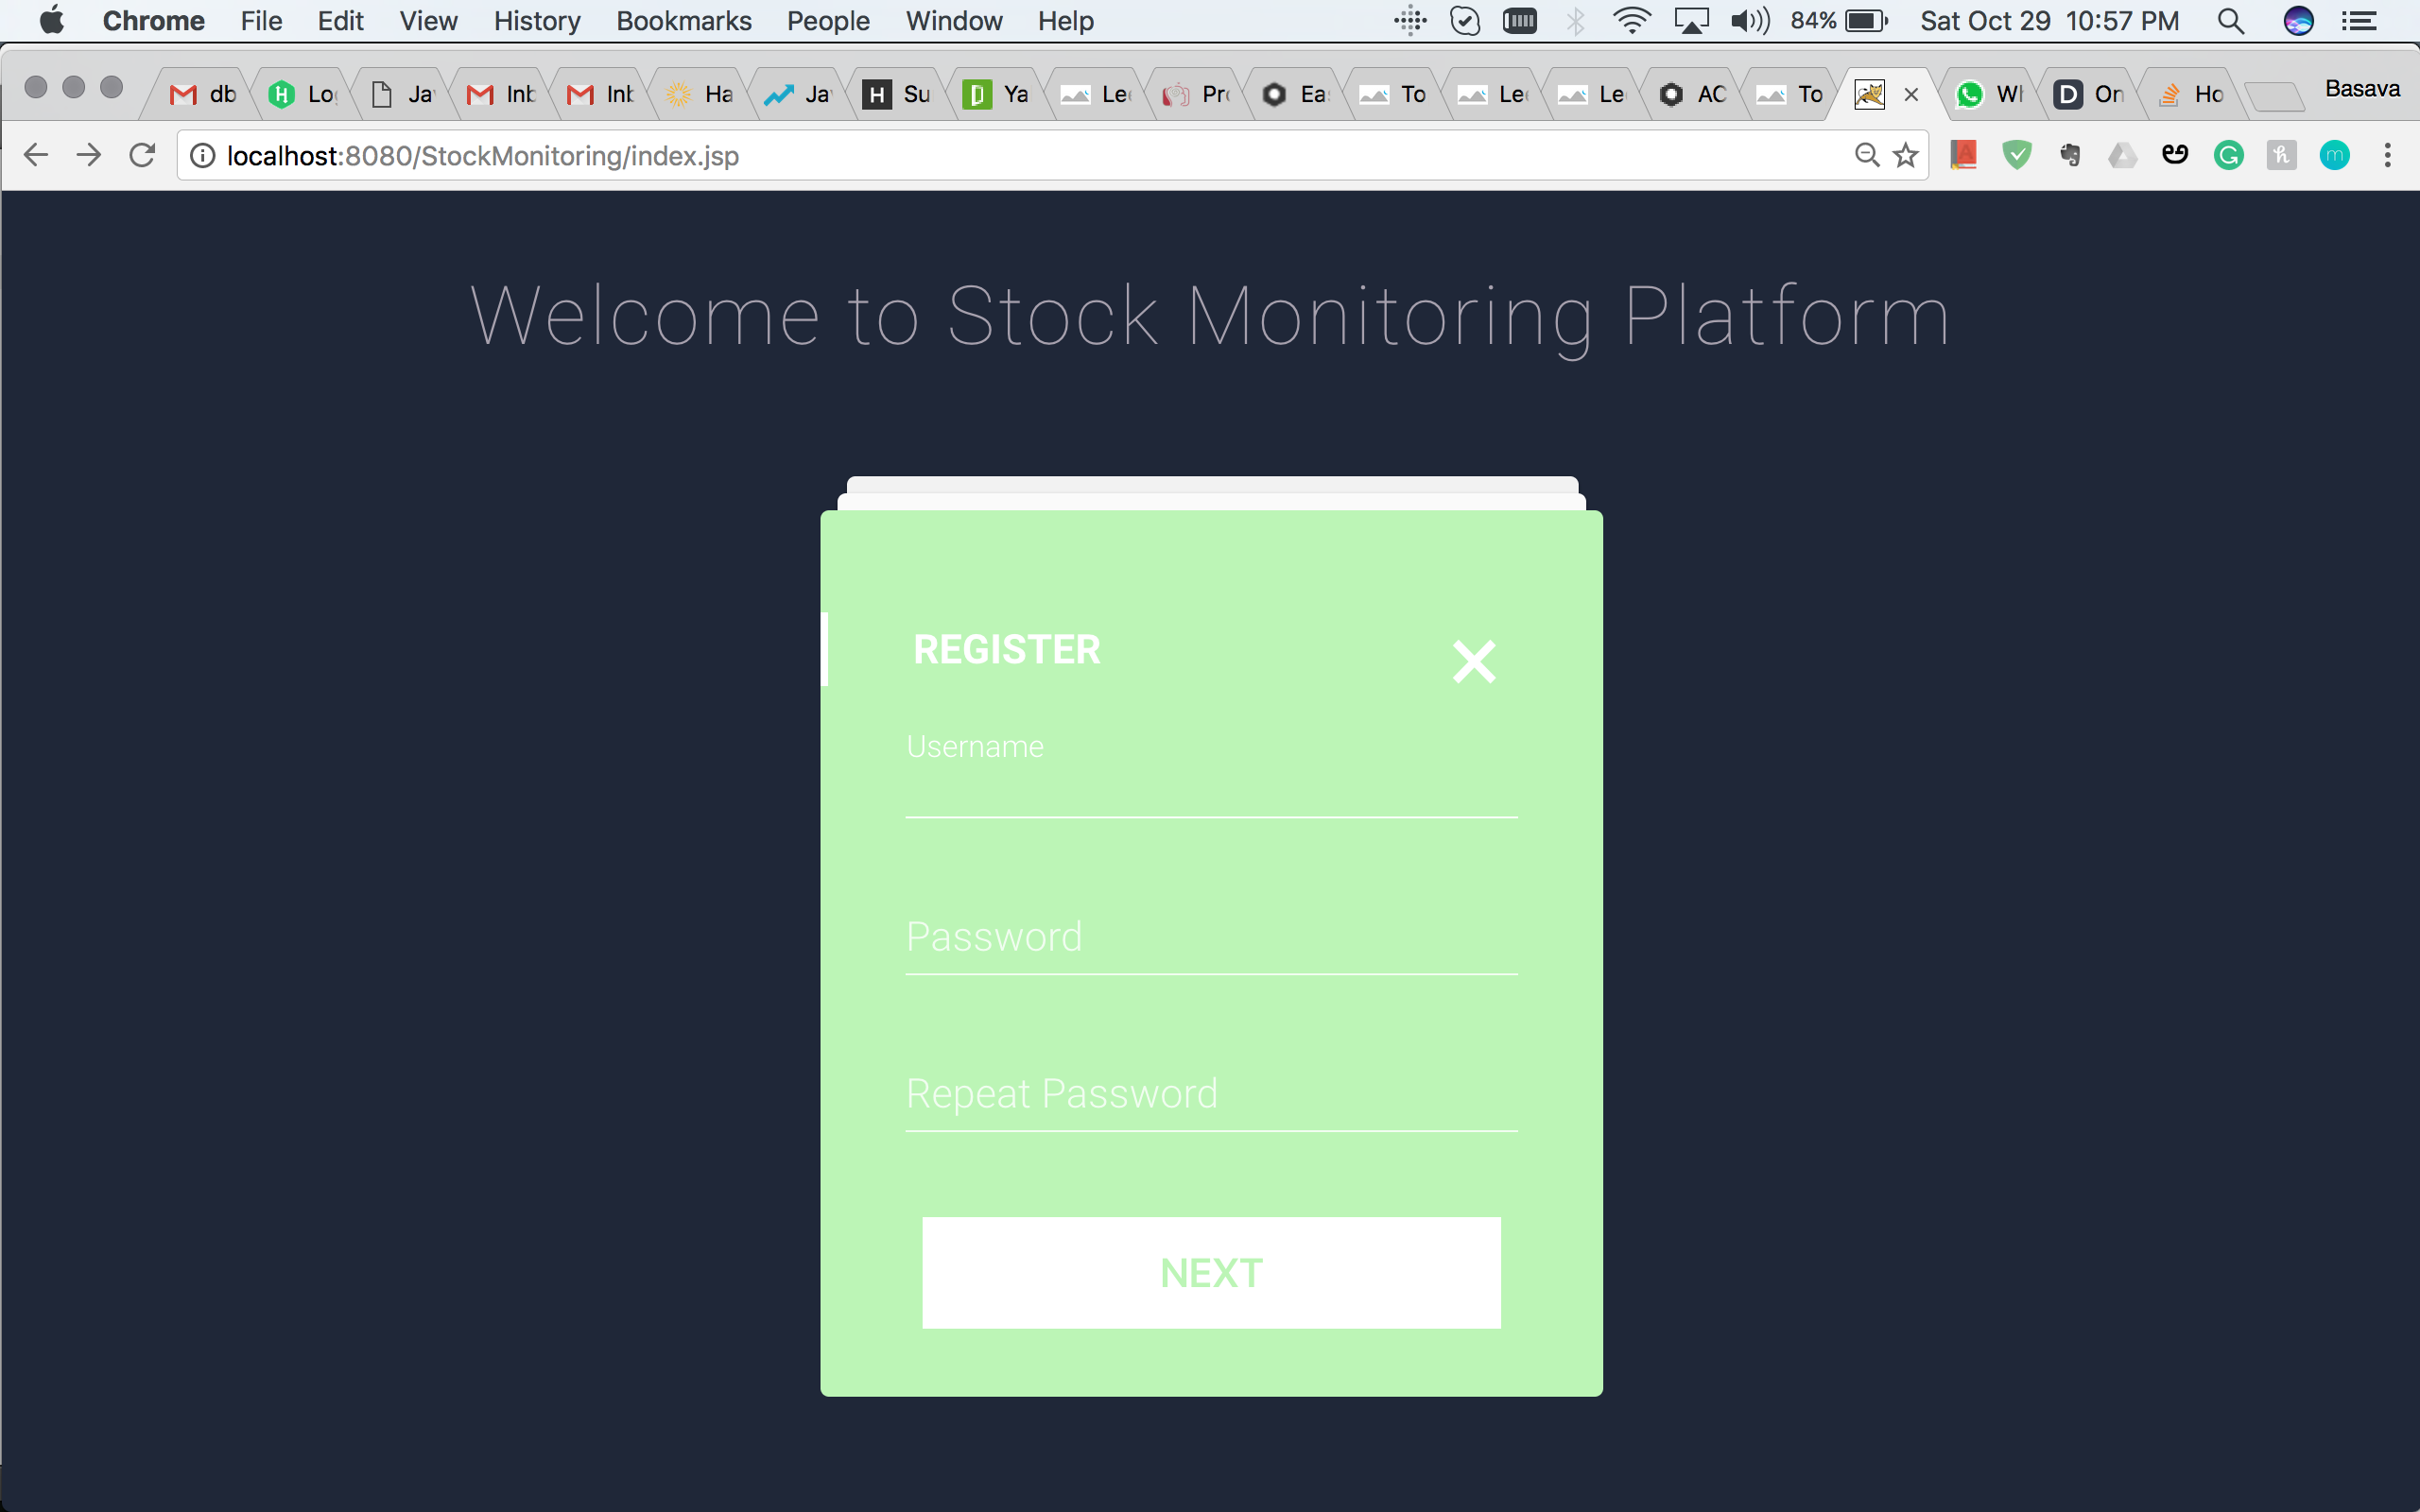 Chrome File Edit View History Bookmarks People Window Help 84% Sat Oct 29 10:57 PM
db Lo Ja Inb Inb Ha Ja Su Ya Le Pr Ea To Le Le AC To Wh On Ho Basava
localhost:8080/StockMonitoring/index.jsp
Welcome to Stock Monitoring Platform
REGISTER
Username
Password
Repeat Password
NEXT